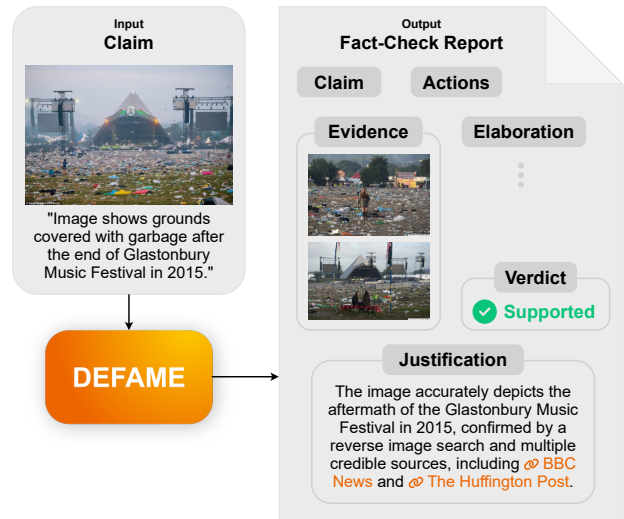 Input
Claim
"Image shows grounds
covered with garbage after
the end of Glastonbury
Music Festival in 2015."
DEFAME
Output
Fact-Check Report
Claim
Actions
Evidence
Elaboration
Verdict
Supported
Justification
The image accurately depicts the
aftermath of the Glastonbury Music
Festival in 2015, confirmed by a
reverse image search and multiple
credible sources, including BBC
News and The Huffington Post.